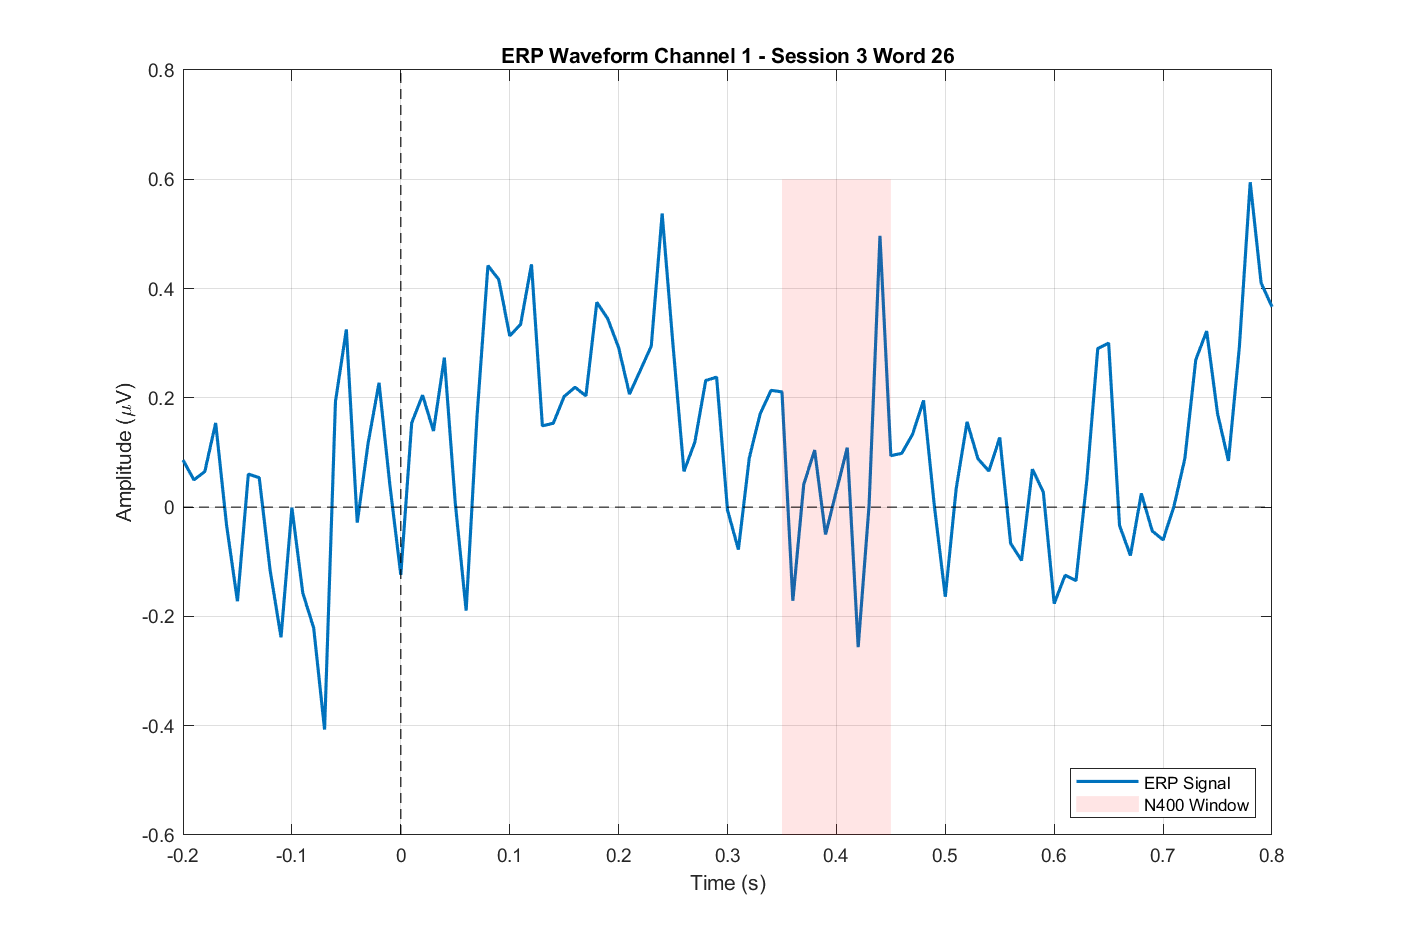 ERP Waveform Channel 1 - Session 3 Word 26
0.8
0.6
0.4
0.2
0
-0.2
-0.4
-0.6
Amplitude (μV)
-0.2 -0.1 0 0.1 0.2 0.3 0.4 0.5 0.6 0.7 0.8
Time (s)
ERP Signal
N400 Window